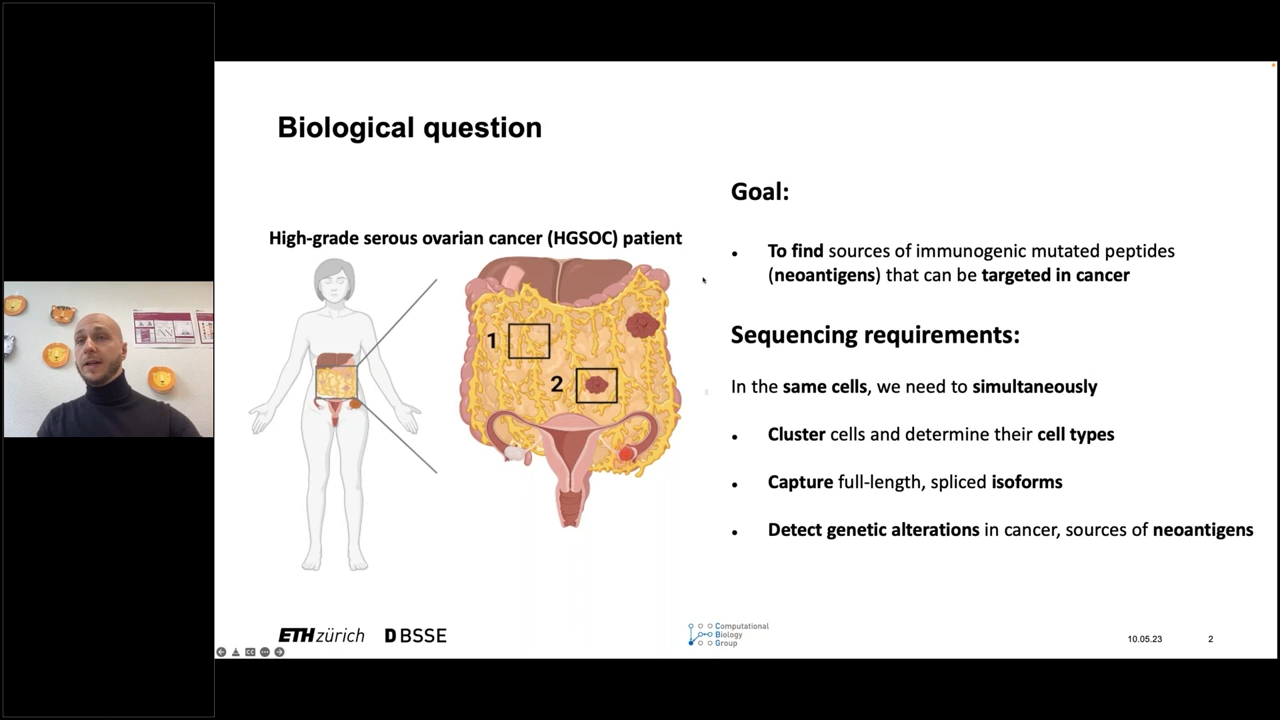 Biological question
High-grade serous ovarian cancer (HGSOC) patient
1
2
Goal:
• To find sources of immunogenic mutated peptides
(neoantigens) that can be targeted in cancer
Sequencing requirements:
In the same cells, we need to simultaneously
• Cluster cells and determine their cell types
• Capture full-length, spliced isoforms
• Detect genetic alterations in cancer, sources of neoantigens
ETH zürich DBSSE
Computational
Biology
Group
10.05.23 2